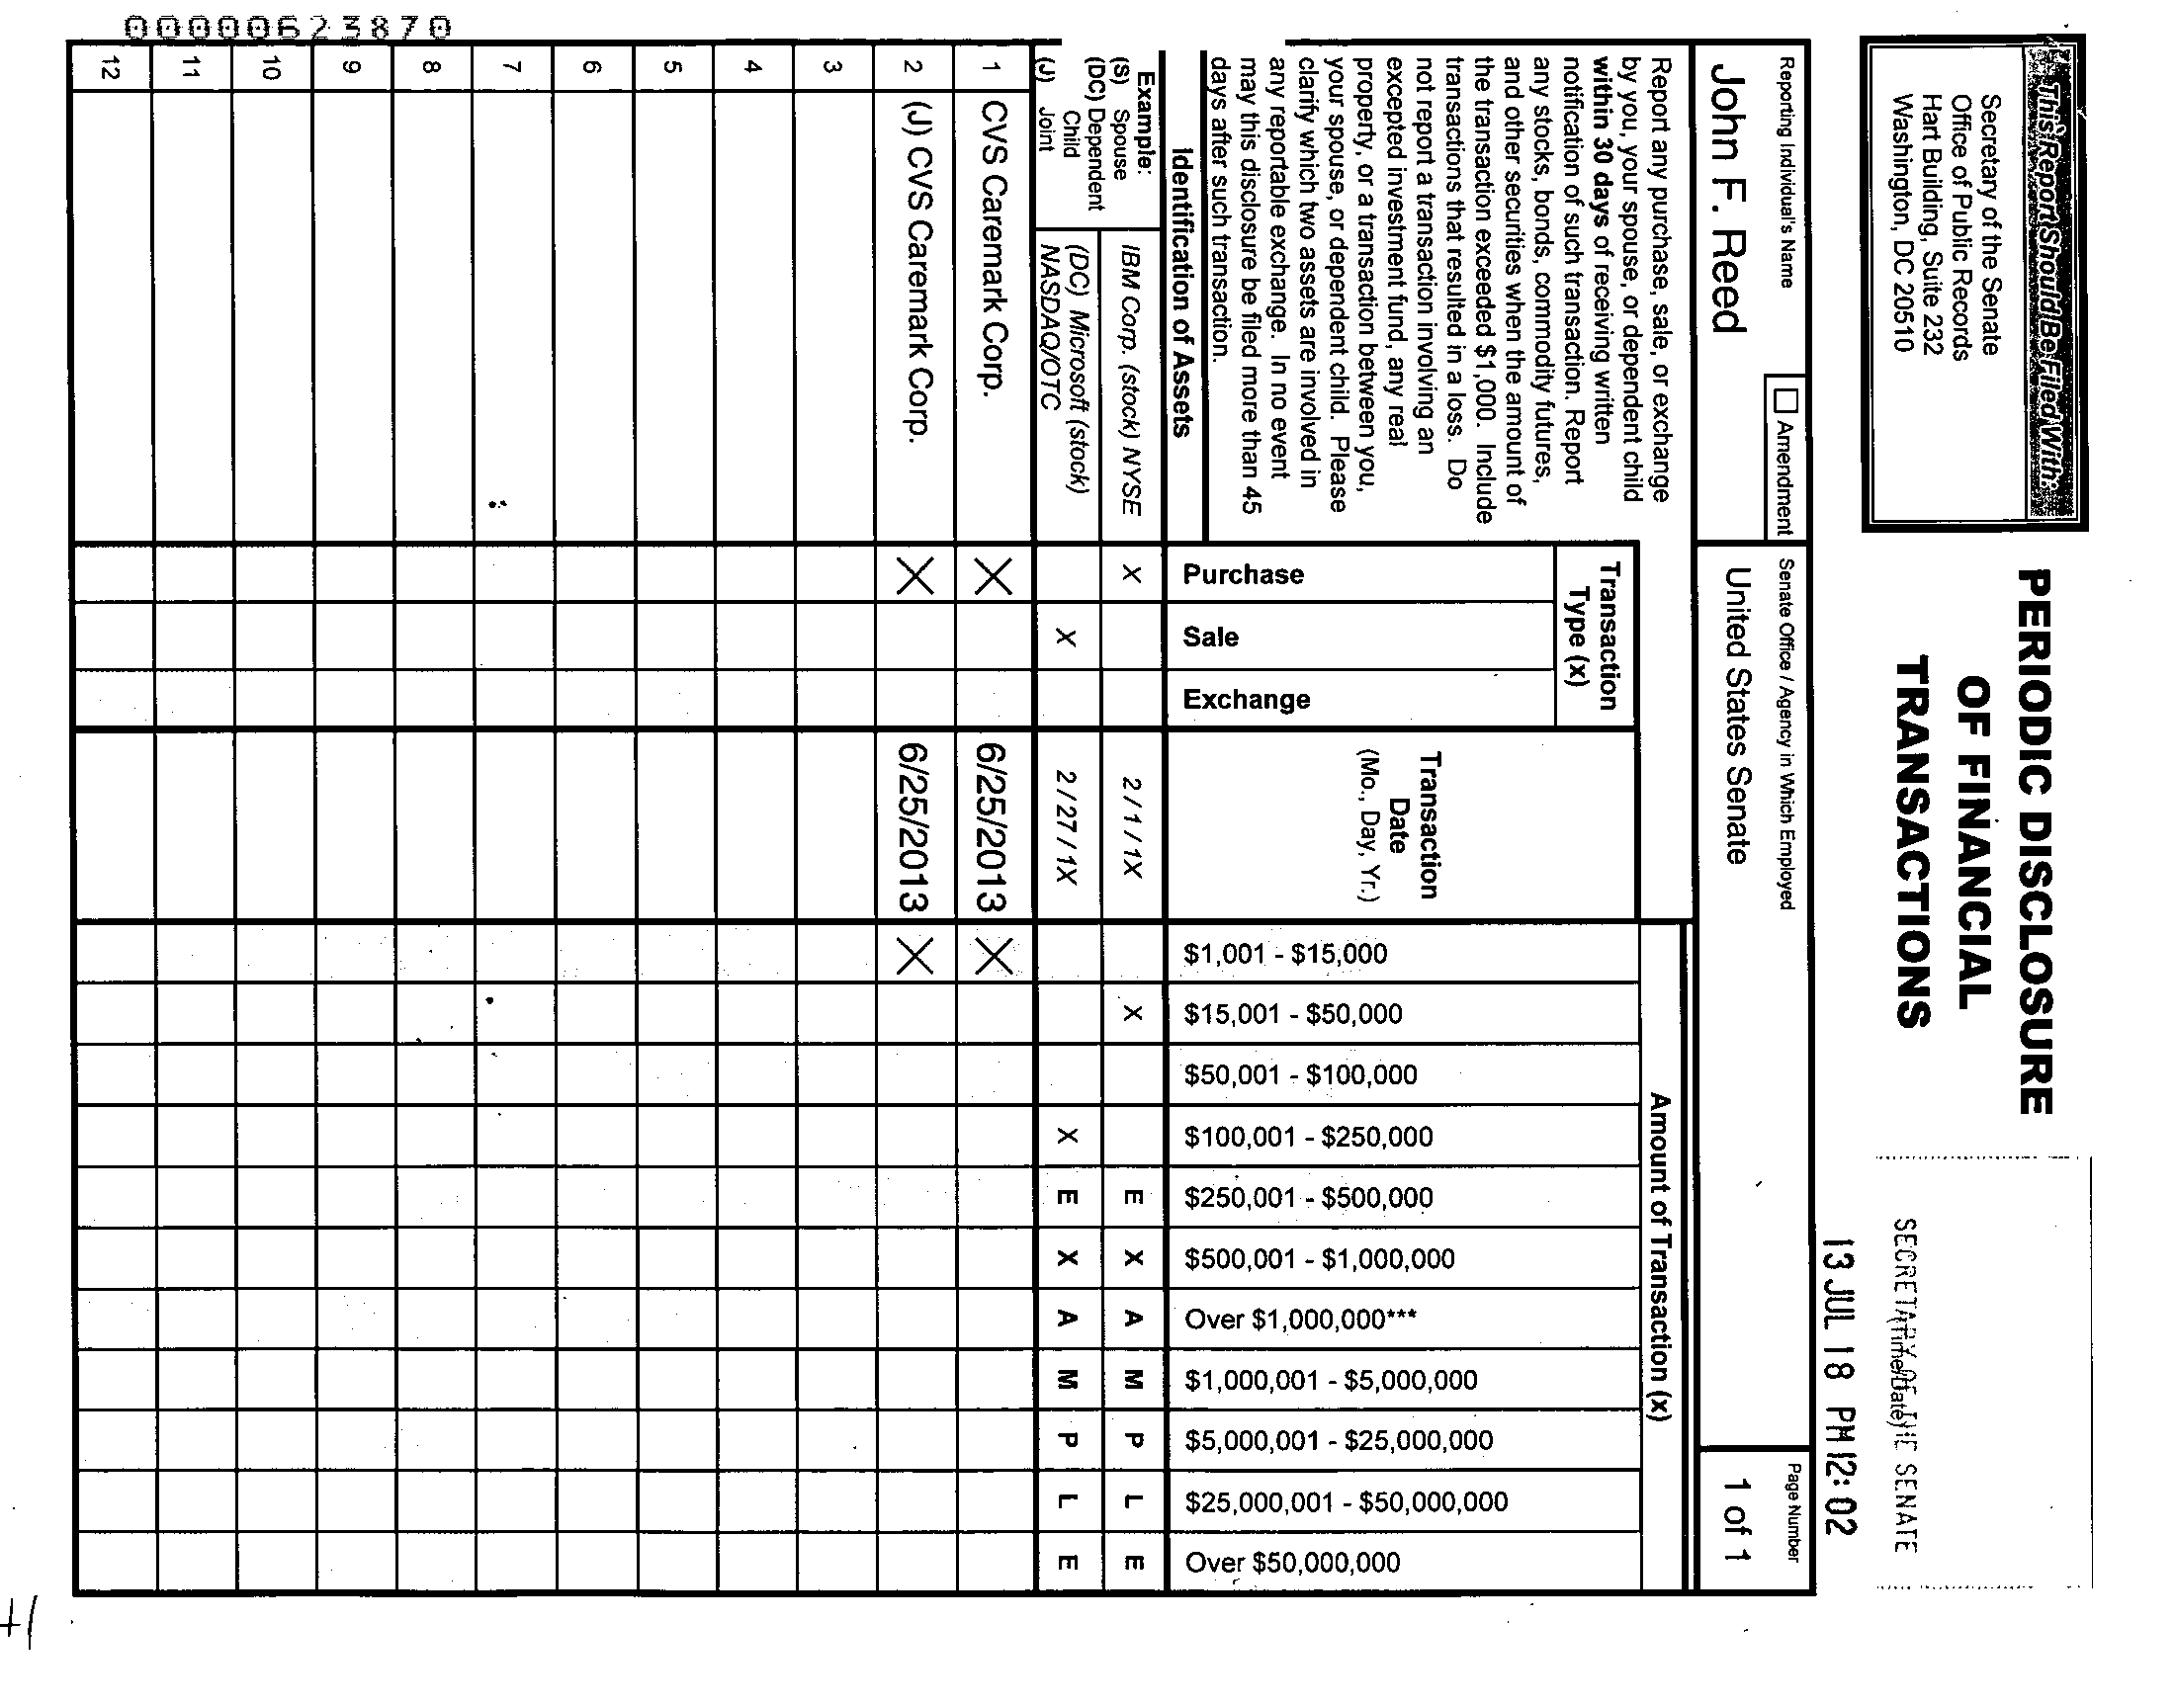 This Report Should Be Filed With:
Secretary of the Senate
Office of Public Records
Hart Building, Suite 232
Washington, DC 20510
PERIODIC DISCLOSURE
OF FINANCIAL
TRANSACTIONS
SECRETARY OF THE SENATE
(Time/Date)
13 JUL 18 PM 12:02
Reporting Individual's Name
John F. Reed
☐ Amendment
Senate Office / Agency in Which Employed
United States Senate
Page Number
1 of 1
Report any purchase, sale, or exchange
by you, your spouse, or dependent child
within 30 days of receiving written
notification of such transaction. Report
any stocks, bonds, commodity futures,
and other securities when the amount of
the transaction exceeded $1,000. Include
transactions that resulted in a loss. Do
not report a transaction involving an
excepted investment fund, any real
property, or a transaction between you,
your spouse, or dependent child. Please
clarify which two assets are involved in
any reportable exchange. In no event
may this disclosure be filed more than 45
days after such transaction.
Identification of Assets
Transaction
Type (x)
Purchase
Sale
Exchange
Transaction
Date
(Mo., Day, Yr.)
Amount of Transaction (x)
$1,001 - $15,000
$15,001 - $50,000
$50,001 - $100,000
$100,001 - $250,000
$250,001 - $500,000
$500,001 - $1,000,000
Over $1,000,000***
$1,000,001 - $5,000,000
$5,000,001 - $25,000,000
$25,000,001 - $50,000,000
Over $50,000,000
Example:
(S) Spouse
(DC) Dependent
Child
(J) Joint
IBM Corp. (stock) NYSE X 2 / 1 / 1X X E X A M P L E
(DC) Microsoft (stock)
NASDAQ/OTC X 2 / 27 / 1X X E X A M P L E
1 CVS Caremark Corp. X 6/25/2013 X
2 (J) CVS Caremark Corp. X 6/25/2013 X
3
4
5
6
7
8
9
10
11
12
00000623870